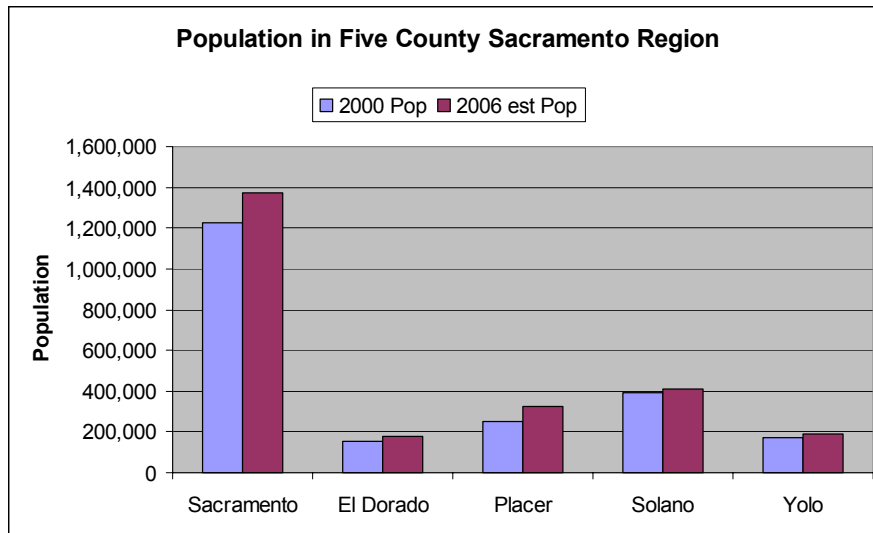 Population in Five County Sacramento Region
2000 Pop 2006 est Pop
1,600,000
1,400,000
1,200,000
1,000,000
800,000
600,000
400,000
200,000
0
Population
Sacramento El Dorado Placer Solano Yolo